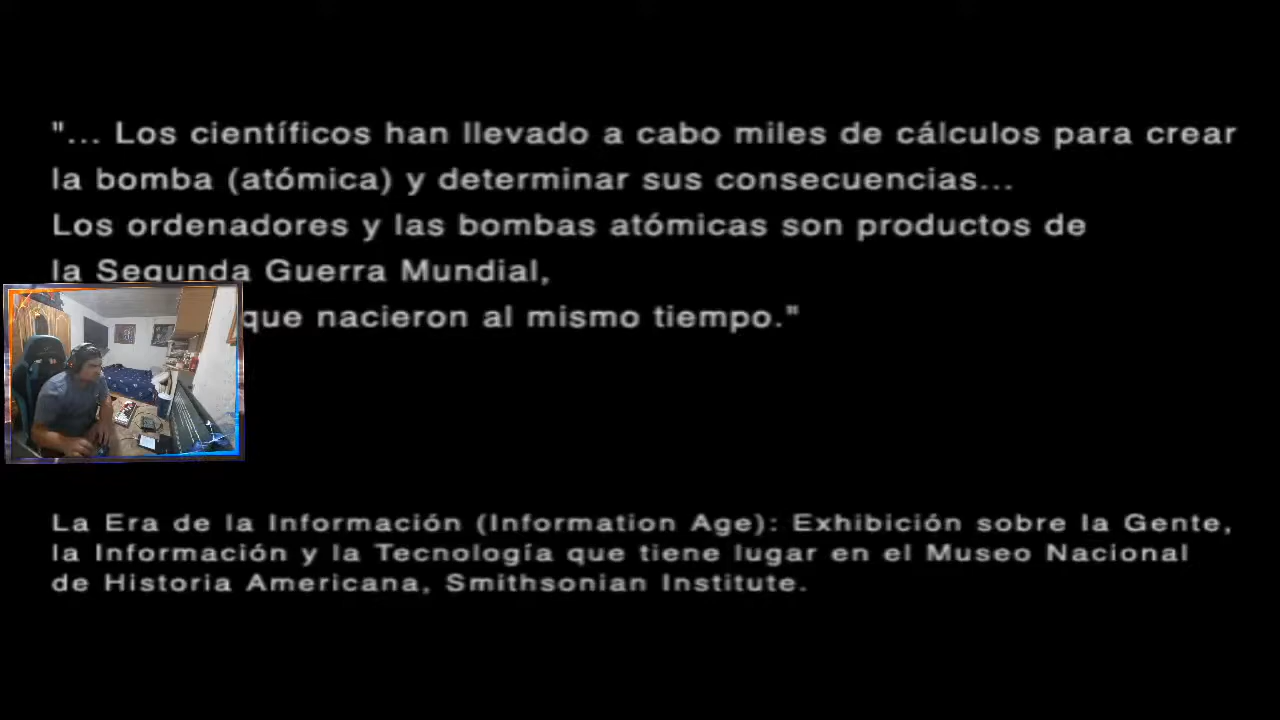 "... Los científicos han llevado a cabo miles de cálculos para crear
la bomba (atómica) y determinar sus consecuencias...
Los ordenadores y las bombas atómicas son productos de
la Segunda Guerra Mundial,
que nacieron al mismo tiempo."
La Era de la Información (Information Age): Exhibición sobre la Gente,
la Información y la Tecnología que tiene lugar en el Museo Nacional
de Historia Americana, Smithsonian Institute.